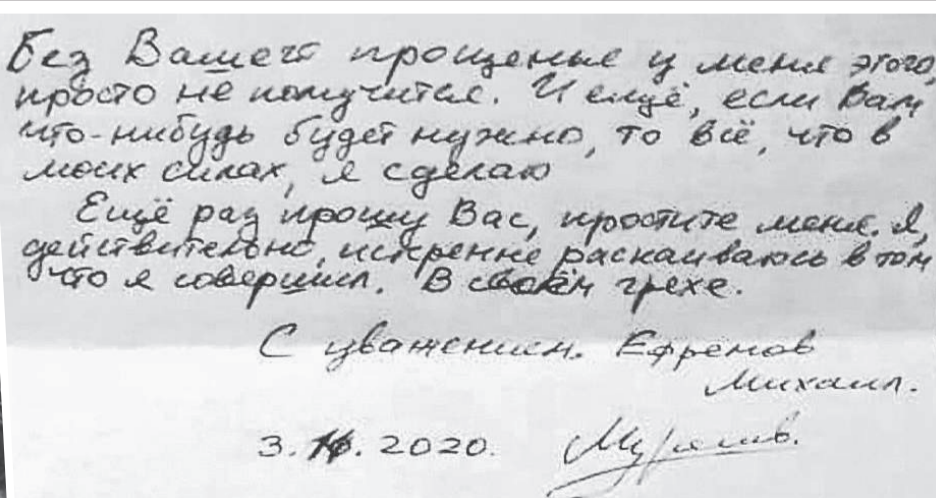 Без Вашего прощенье у меня этого,
просто не получится. И ещё, если Вам
что-нибудь будет нужно, то всё, что в
моих силах, я сделаю
Ещё раз прошу Вас, простите меня. Я,
действительно, искренне раскаиваюсь в том
что я совершил. В своём грехе.
С уважением. Ефремов
Михаил.
3. . 2020.